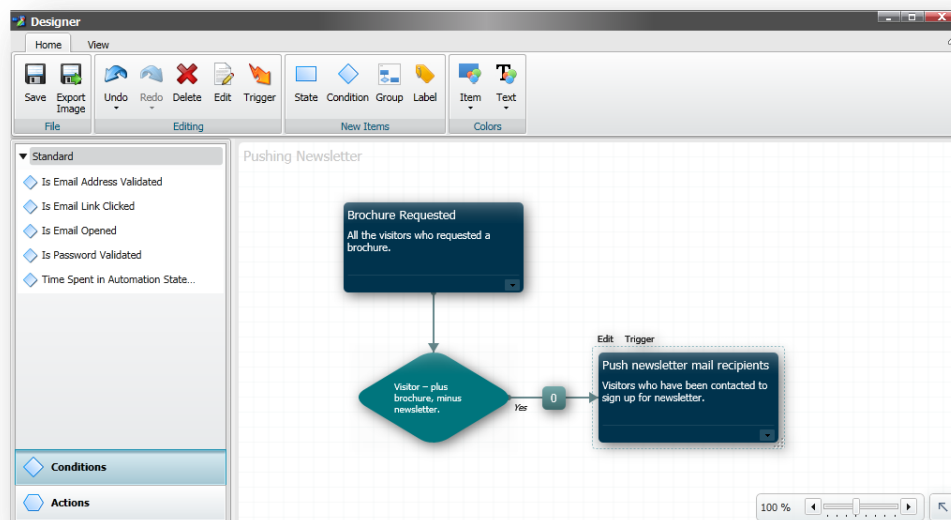 Designer
Home View
Save Export Image Undo Redo Delete Edit Trigger State Condition Group Label Item Text
File Editing New Items Colors
Standard
Is Email Address Validated
Is Email Link Clicked
Is Email Opened
Is Password Validated
Time Spent in Automation State...
Conditions
Actions
Pushing Newsletter
Brochure Requested
All the visitors who requested a
brochure.
Visitor – plus
brochure, minus
newsletter.
Yes
0
Edit Trigger
Push newsletter mail recipients
Visitors who have been contacted to
sign up for newsletter.
100 %